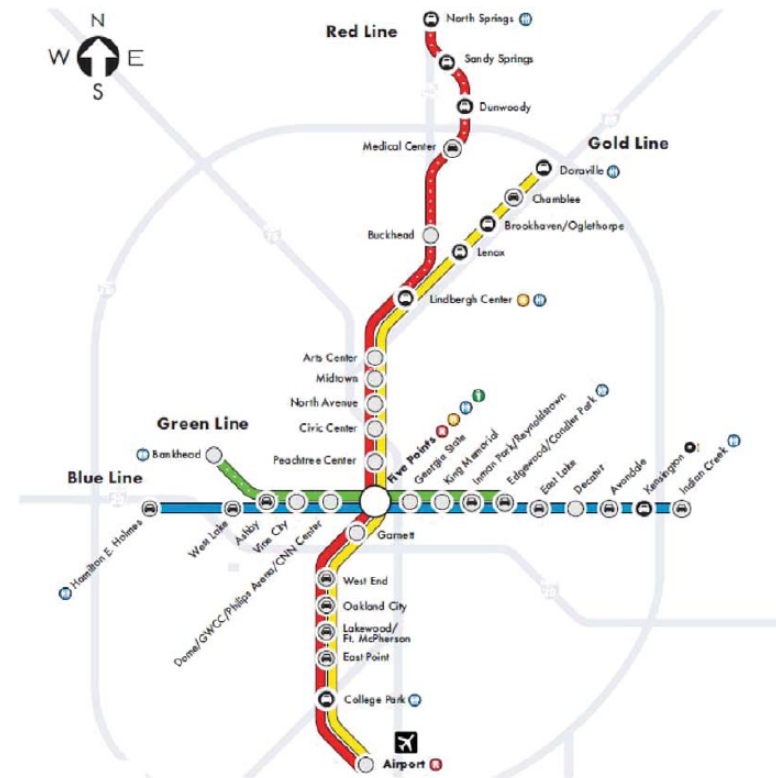 N
W E
S
Red Line
North Springs
Sandy Springs
Dunwoody
Medical Center
Gold Line
Doraville
Chamblee
Brookhaven/Oglethorpe
Buckhead
Lenox
Lindbergh Center
Arts Center
Midtown
North Avenue
Civic Center
Peachtree Center
Green Line
Bankhead
Blue Line
Hamilton E. Holmes
West Lake
Ashby
Vine City
Dome/GWCC/Philips Arena/CNN Center
Five Points
Georgia State
King Memorial
Inman Park/Reynoldstown
Edgewood/Candler Park
East Lake
Decatur
Avondale
Kensington
Indian Creek
Garnett
West End
Oakland City
Lakewood/
Ft. McPherson
East Point
College Park
Airport